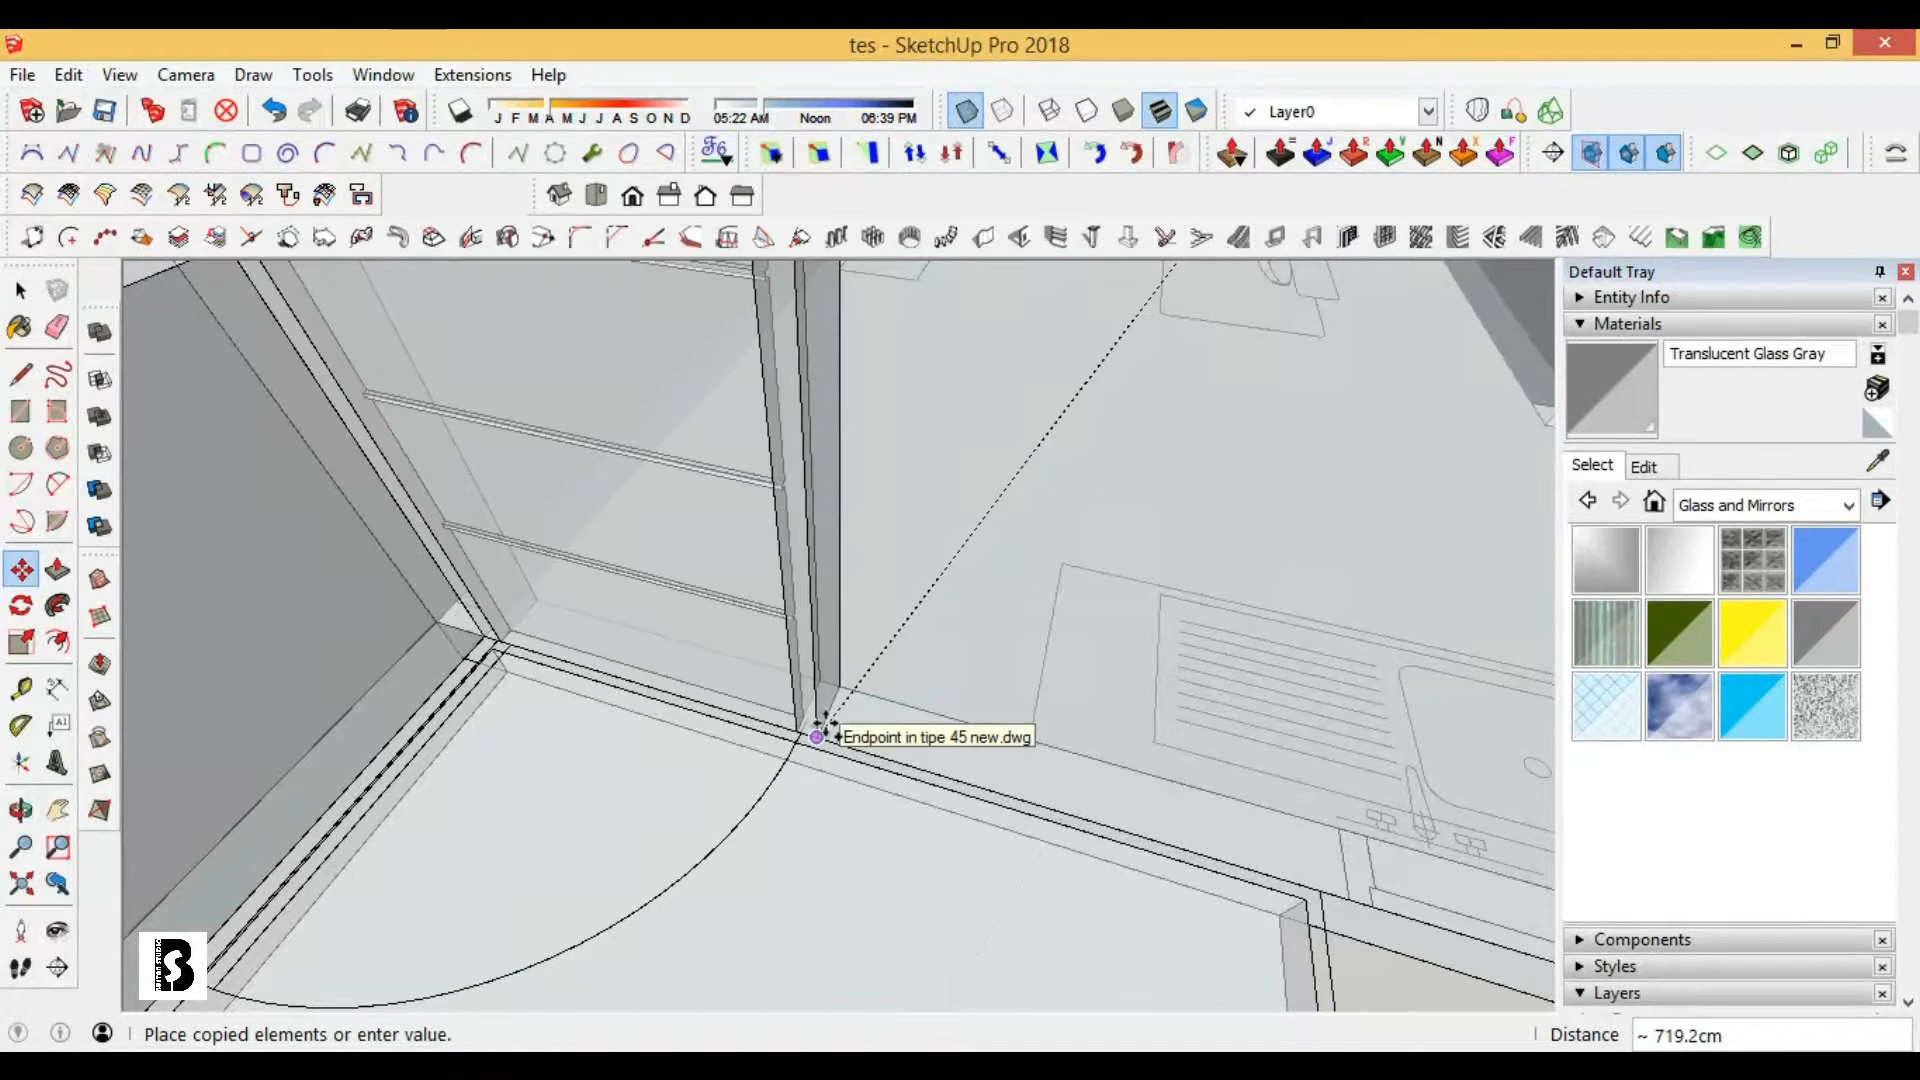 tes - SketchUp Pro 2018
File Edit View Camera Draw Tools Window Extensions Help
J F M A M J J A S O N D
05:22 AM Noon 06:39 PM
Layer0
Default Tray
Entity Info
Materials
Translucent Glass Gray
Select Edit
Glass and Mirrors
Endpoint in tipe 45 new.dwg
Components
Styles
Layers
Place copied elements or enter value.
Distance ~ 719.2cm